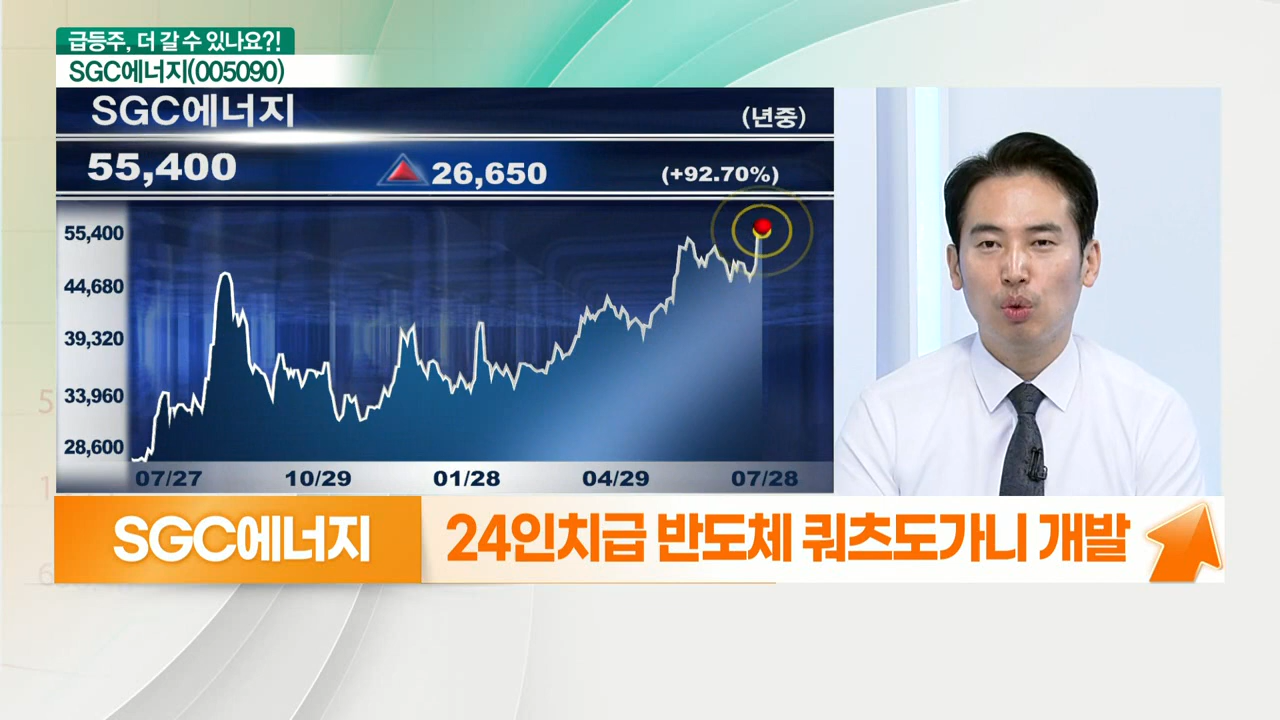 급등주, 더 갈 수 있나요?!
SGC에너지(005090)
SGC에너지 (년중)
55,400 26,650 (+92.70%)
55,400
44,680
39,320
33,960
28,600
07/27 10/29 01/28 04/29 07/28
SGC에너지 24인치급 반도체 쿼츠도가니 개발